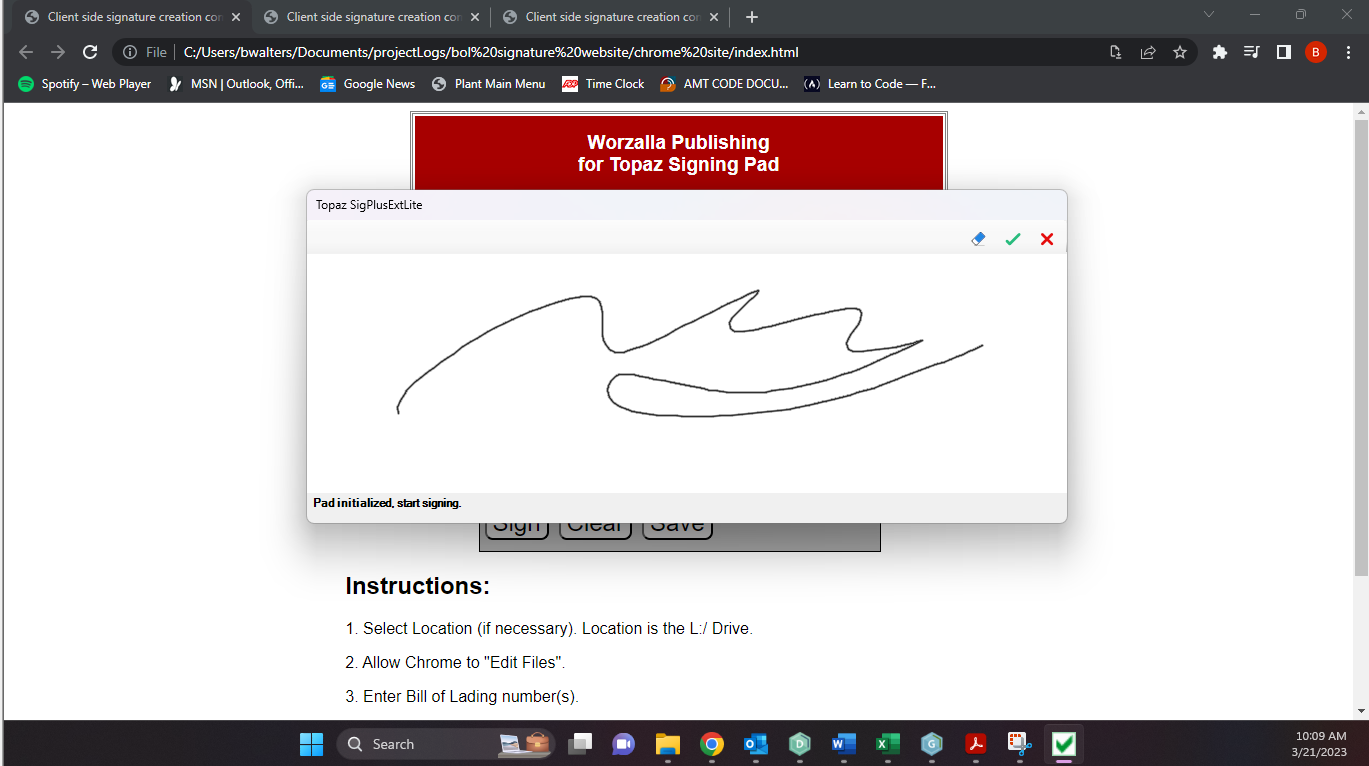 Client side signature creation con
Client side signature creation con
Client side signature creation con
File
C:/Users/bwalters/Documents/projectLogs/bol%20signature%20website/chrome%20site/index.html
B
Spotify – Web Player
MSN | Outlook, Offi...
Google News
Plant Main Menu
Time Clock
AMT CODE DOCU...
Learn to Code — F...
Worzalla Publishing
for Topaz Signing Pad
Topaz SigPlusExtLite
Pad initialized, start signing.
Sign Clear Save
Instructions:
1. Select Location (if necessary). Location is the L:/ Drive.
2. Allow Chrome to "Edit Files".
3. Enter Bill of Lading number(s).
Search
10:09 AM
3/21/2023